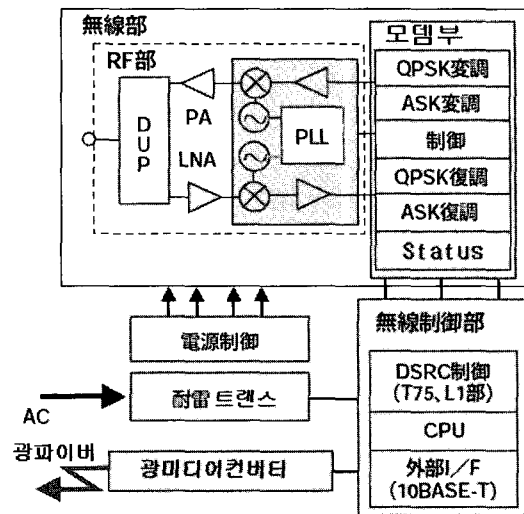 無線部
RF部
DUP
PA
LNA
PLL
모뎀부
QPSK変調
ASK変調
制御
QPSK復調
ASK復調
Status
電源制御
AC
耐雷트랜스
광파이버
광미디어컨버터
無線制御部
DSRC制御
(T75、L1部)
CPU
外部I/F
(10BASE-T)